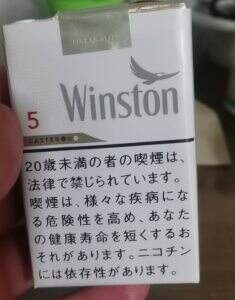 Winston
5
CASTER
20歳未満の者の喫煙は、
法律で禁じられています。
喫煙は、様々な疾病にな
る危険性を高め、あなた
の健康寿命を短くするお
それがあります。ニコチン
には依存性があります。